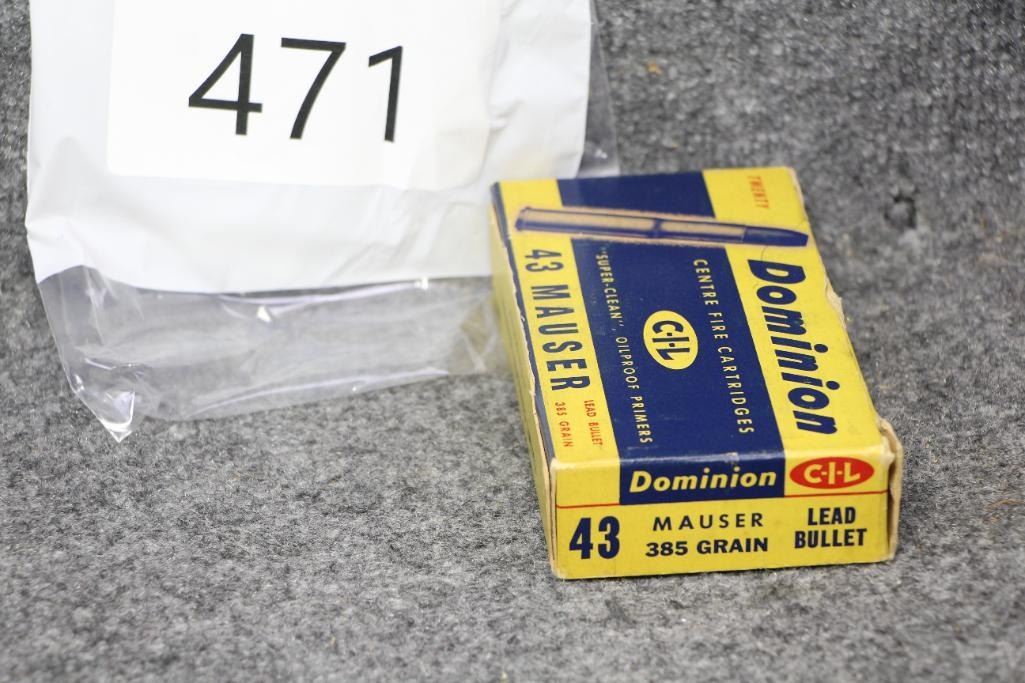 471
TWENTY
Dominion
CENTRE FIRE CARTRIDGES
C-I-L
"SUPER-CLEAN", OILPROOF PRIMERS
43 MAUSER
LEAD BULLET
385 GRAIN
Dominion
C-I-L
43
MAUSER
385 GRAIN
LEAD
BULLET